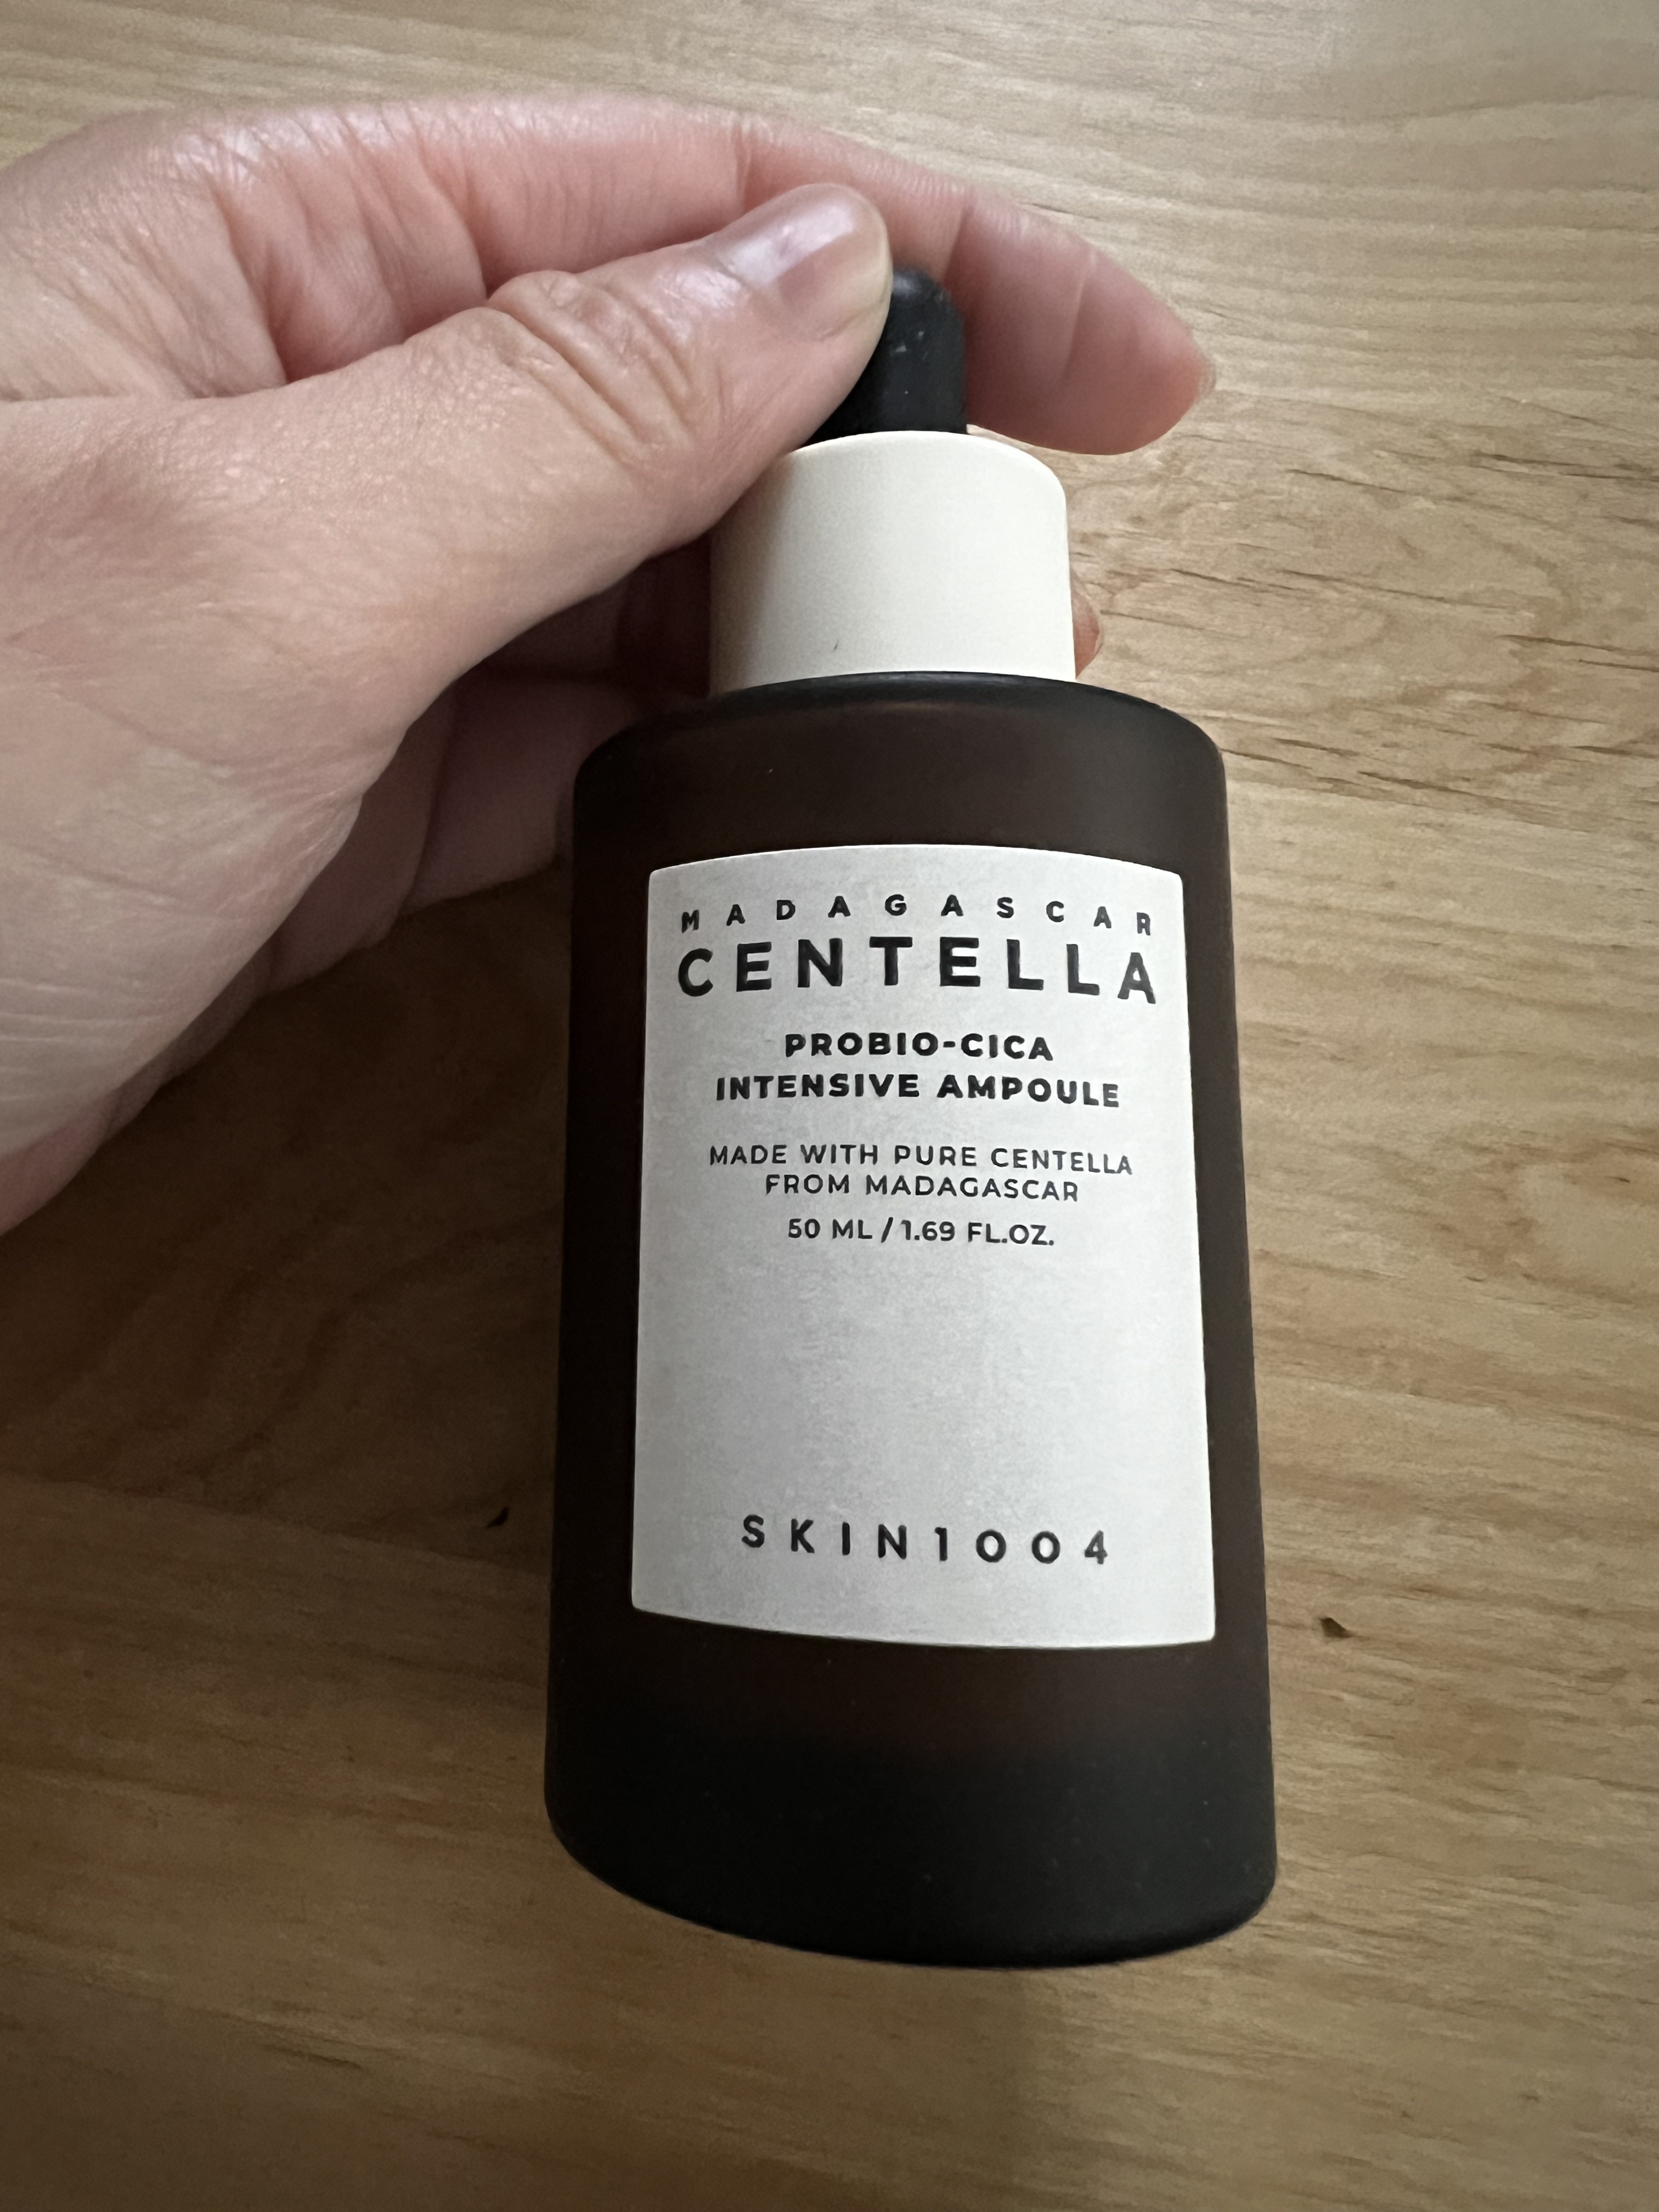 MADAGASCAR
CENTELLA
PROBIO-CICA
INTENSIVE AMPOULE
MADE WITH PURE CENTELLA
FROM MADAGASCAR
50 ML / 1.69 FL.OZ.
SKIN1004